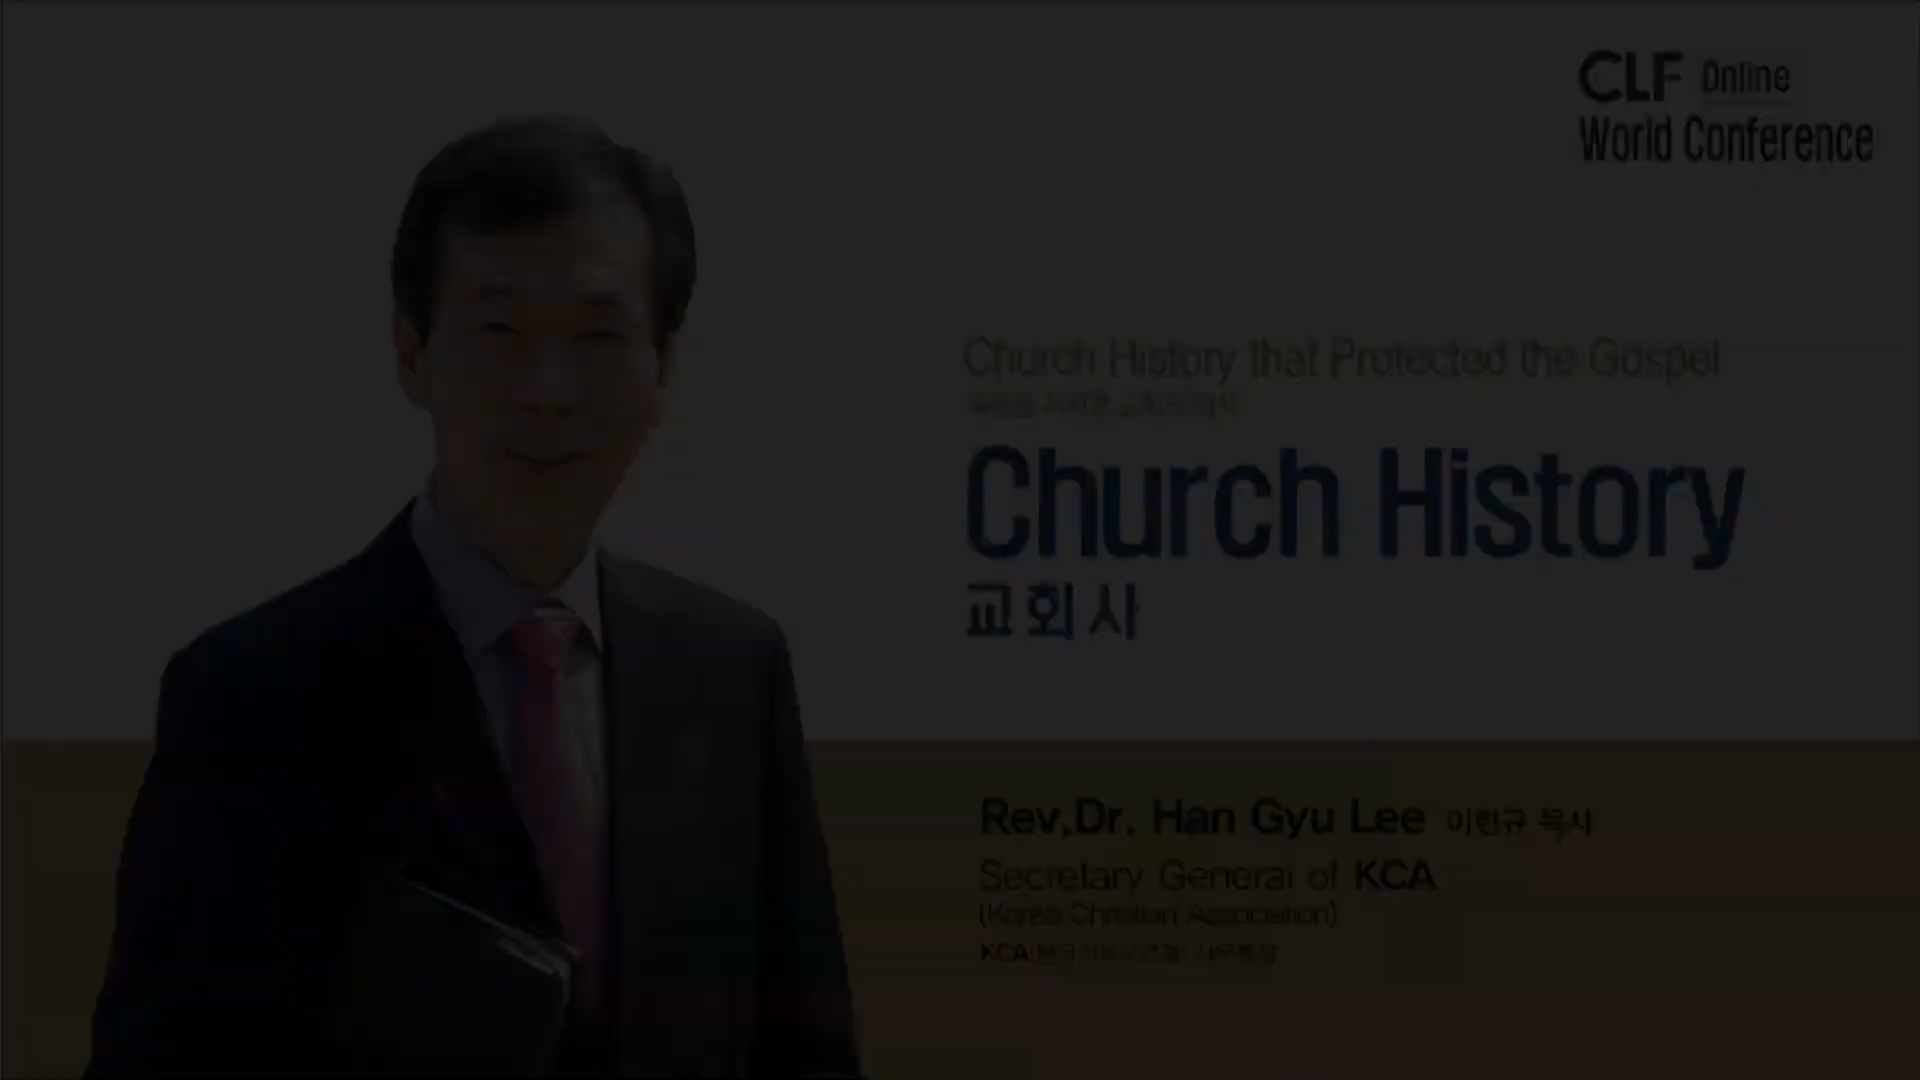 CLF Online
World Conference
Church History that Protected the Gospel
Church History
교회사
Rev.Dr. Han Gyu Lee 이한규 목사
Secretary General of KCA
(Korea Christian Association)
KCA